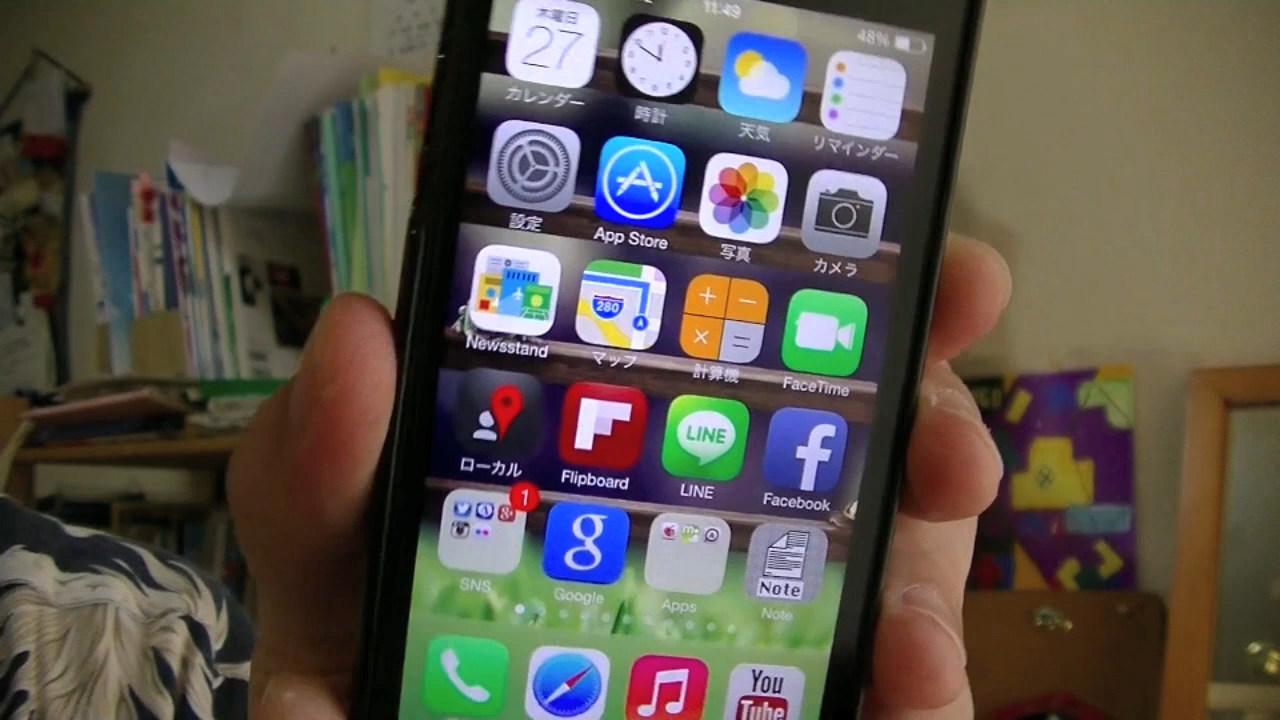 11:49
48%
木曜日
27
カレンダー
時計
天気
リマインダー
設定
App Store
写真
カメラ
280
Newsstand
マップ
計算機
FaceTime
LINE
ローカル
Flipboard
LINE
Facebook
1
g
Note
SNS
Google
Apps
Note
You
Tube